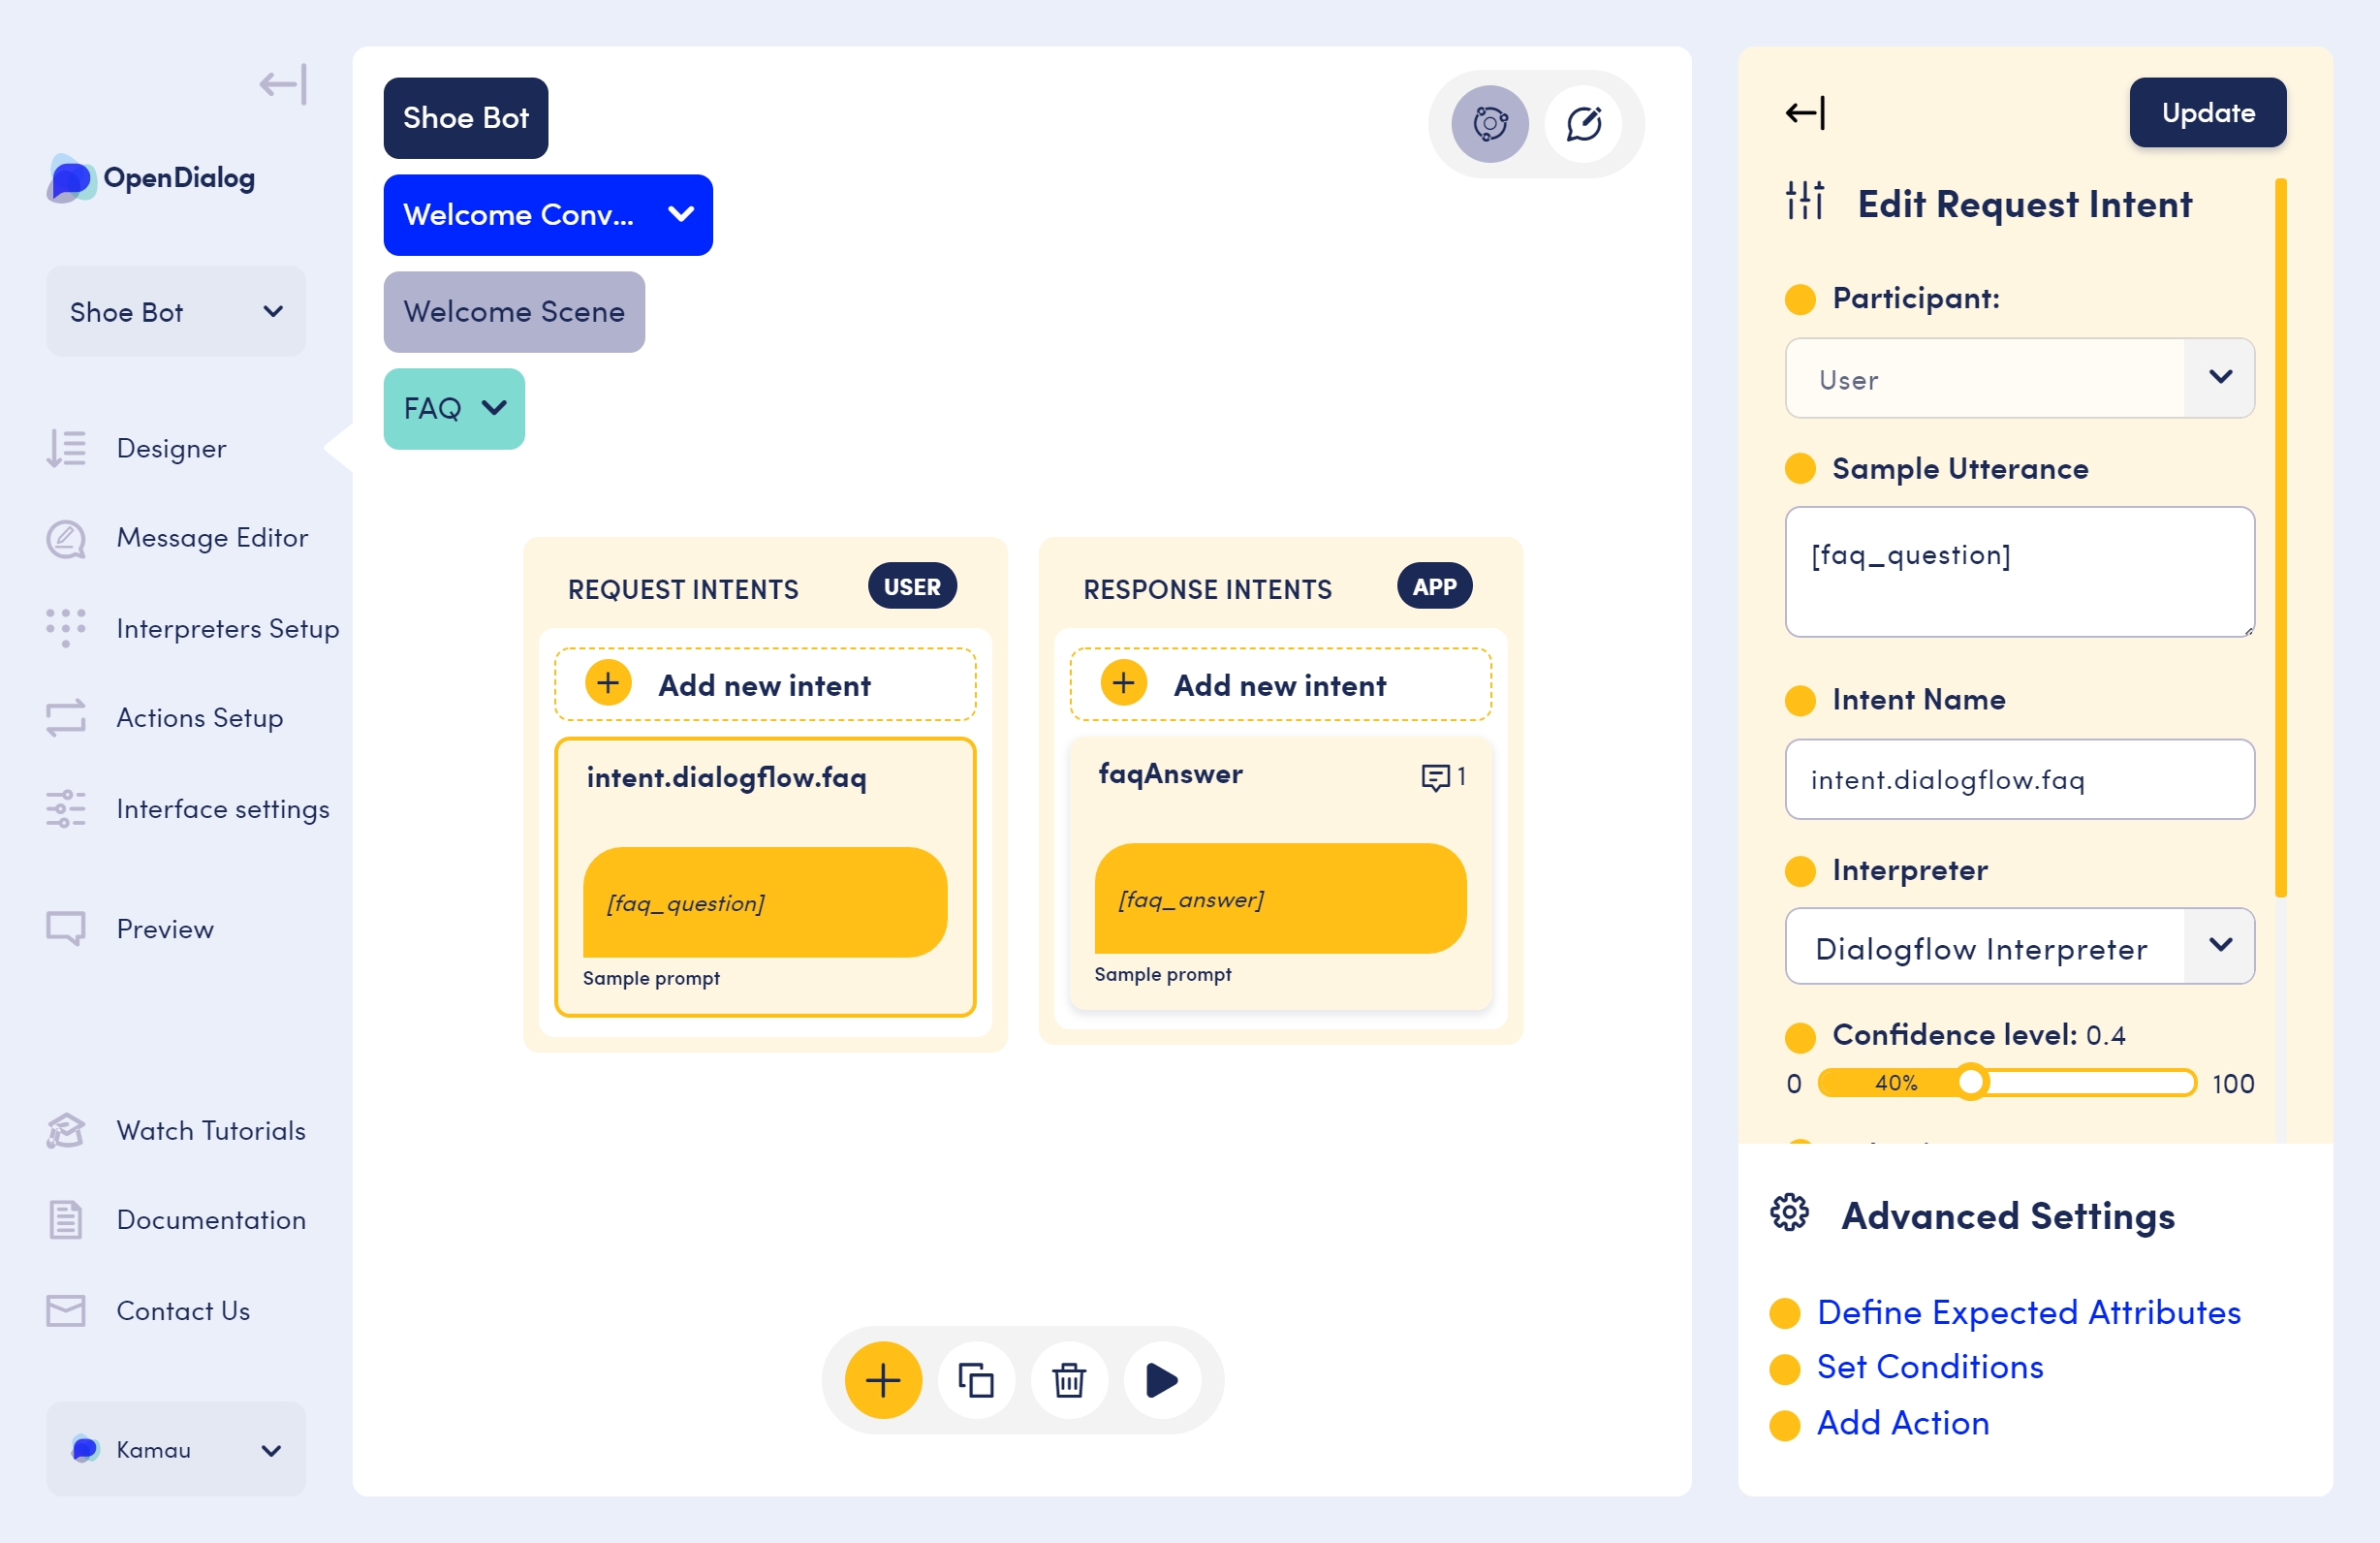 OpenDialog
Shoe Bot
Designer
Message Editor
Interpreters Setup
Actions Setup
Interface settings
Preview
Watch Tutorials
Documentation
Contact Us
Kamau
Shoe Bot
Welcome Conv...
Welcome Scene
FAQ
REQUEST INTENTS USER
Add new intent
intent.dialogflow.faq
[faq_question]
Sample prompt
RESPONSE INTENTS APP
Add new intent
faqAnswer 1
[faq_answer]
Sample prompt
Update
Edit Request Intent
Participant:
User
Sample Utterance
[faq_question]
Intent Name
intent.dialogflow.faq
Interpreter
Dialogflow Interpreter
Confidence level: 0.4
0 40% 100
Advanced Settings
Define Expected Attributes
Set Conditions
Add Action